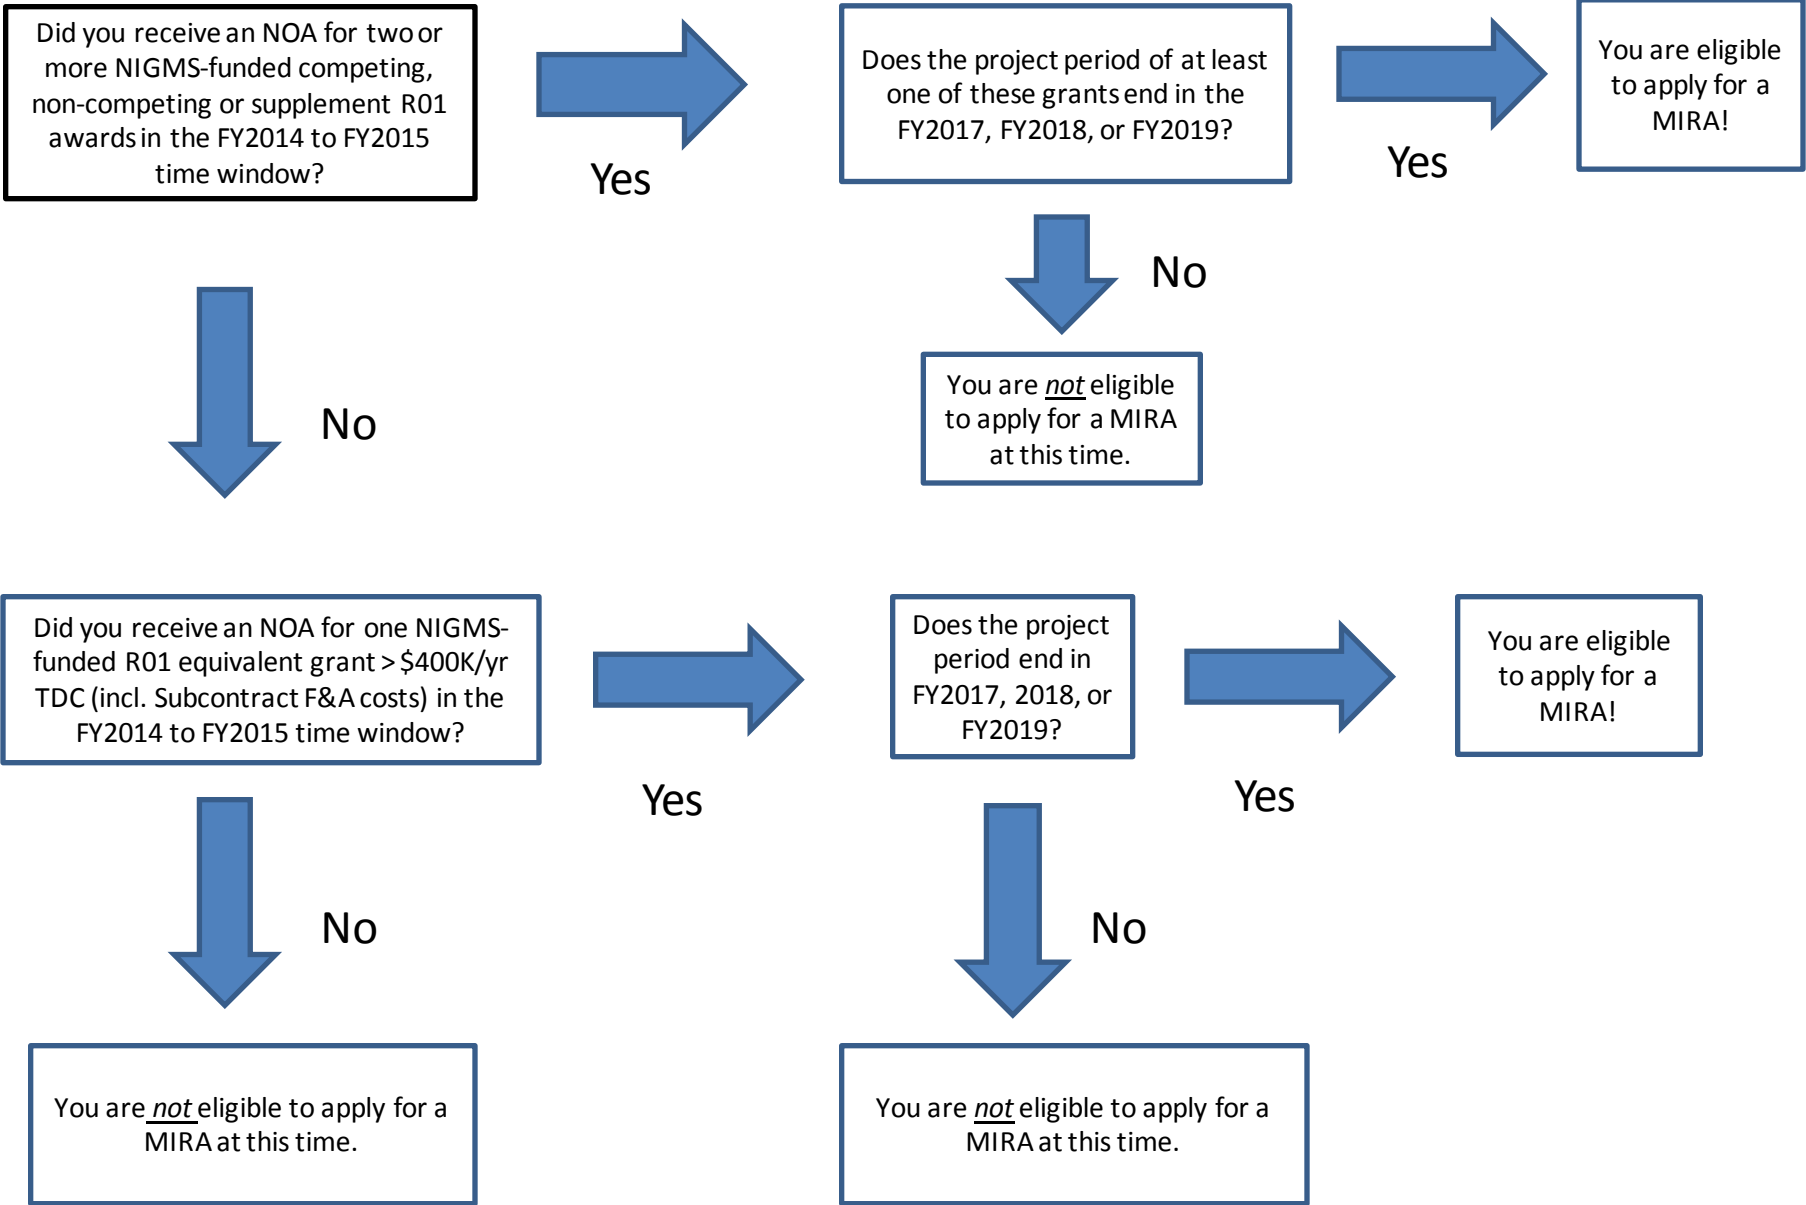 Did you receive an NOA for two or
more NIGMS-funded competing,
non-competing or supplement R01
awards in the FY2014 to FY2015
time window?
Yes
Does the project period of at least
one of these grants end in the
FY2017, FY2018, or FY2019?
Yes
You are eligible
to apply for a
MIRA!
No
You are not eligible
to apply for a MIRA
at this time.
No
Did you receive an NOA for one NIGMS-
funded R01 equivalent grant > $400K/yr
TDC (incl. Subcontract F&A costs) in the
FY2014 to FY2015 time window?
Yes
Does the project
period end in
FY2017, 2018, or
FY2019?
Yes
You are eligible
to apply for a
MIRA!
No
You are not eligible to apply for a
MIRA at this time.
No
You are not eligible to apply for a
MIRA at this time.